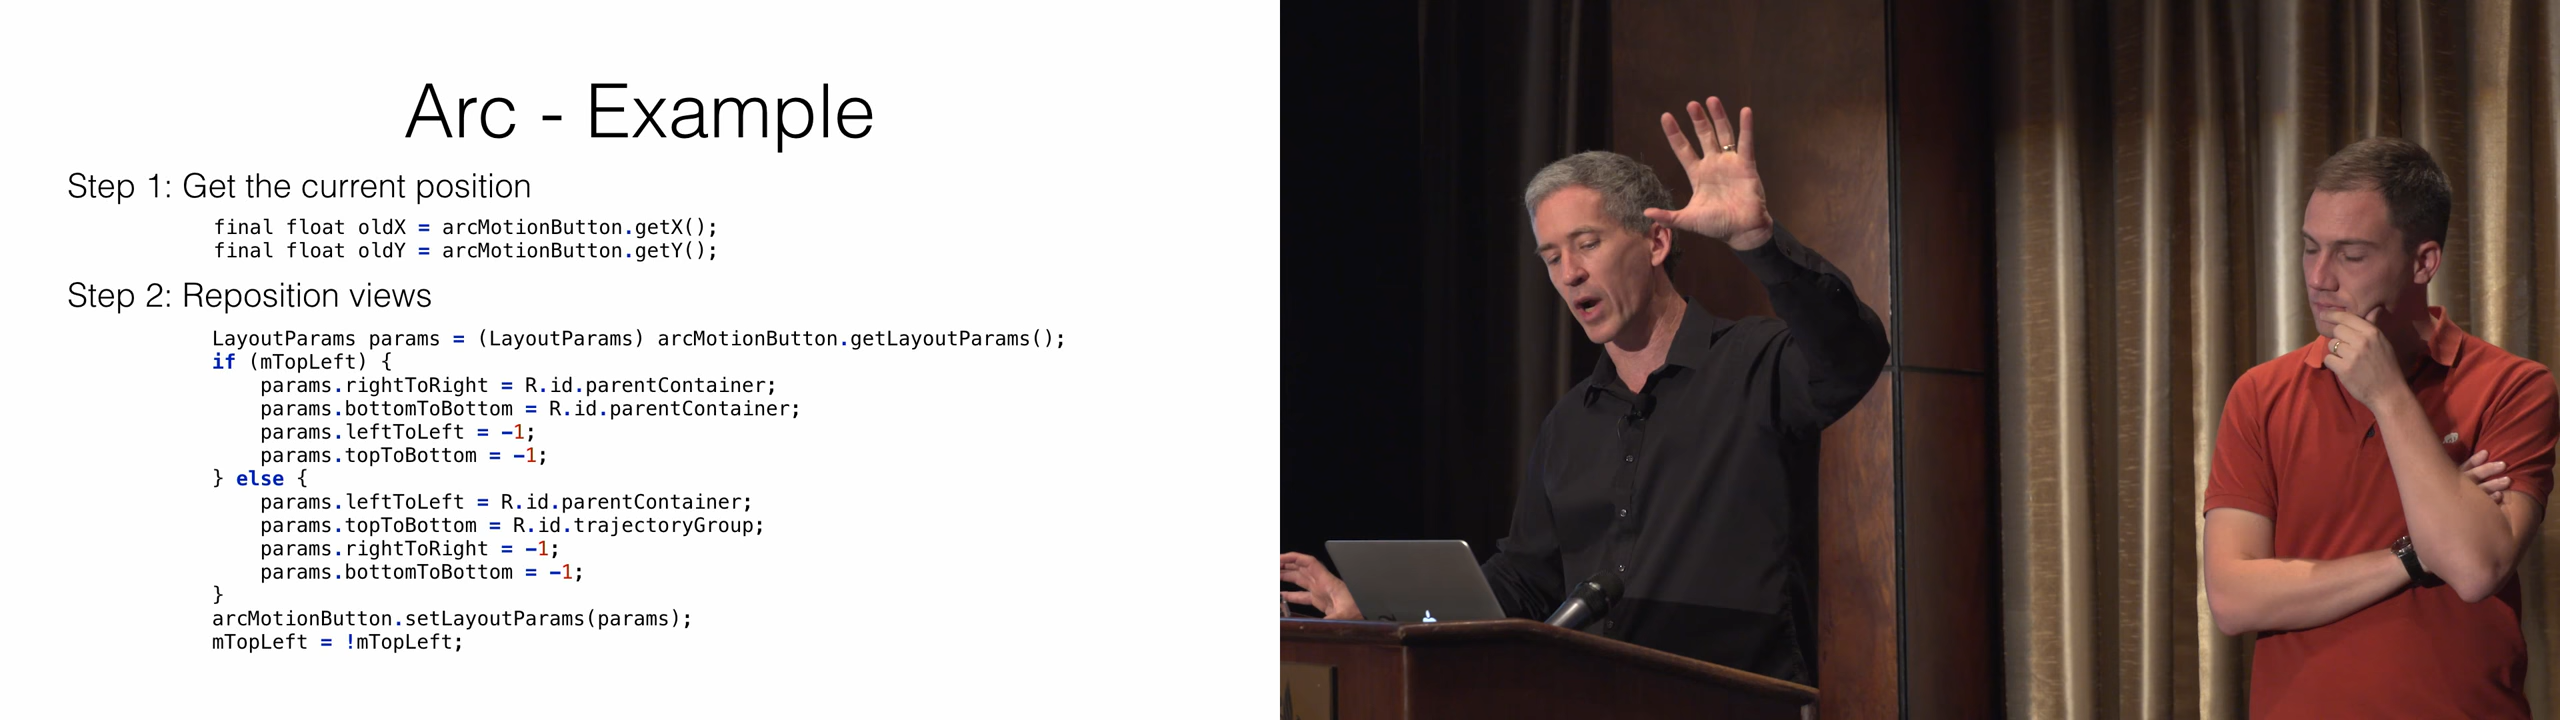 Arc - Example
Step 1: Get the current position
final float oldX = arcMotionButton.getX();
final float oldY = arcMotionButton.getY();
Step 2: Reposition views
LayoutParams params = (LayoutParams) arcMotionButton.getLayoutParams();
if (mTopLeft) {
    params.rightToRight = R.id.parentContainer;
    params.bottomToBottom = R.id.parentContainer;
    params.leftToLeft = -1;
    params.topToBottom = -1;
} else {
    params.leftToLeft = R.id.parentContainer;
    params.topToBottom = R.id.trajectoryGroup;
    params.rightToRight = -1;
    params.bottomToBottom = -1;
}
arcMotionButton.setLayoutParams(params);
mTopLeft = !mTopLeft;